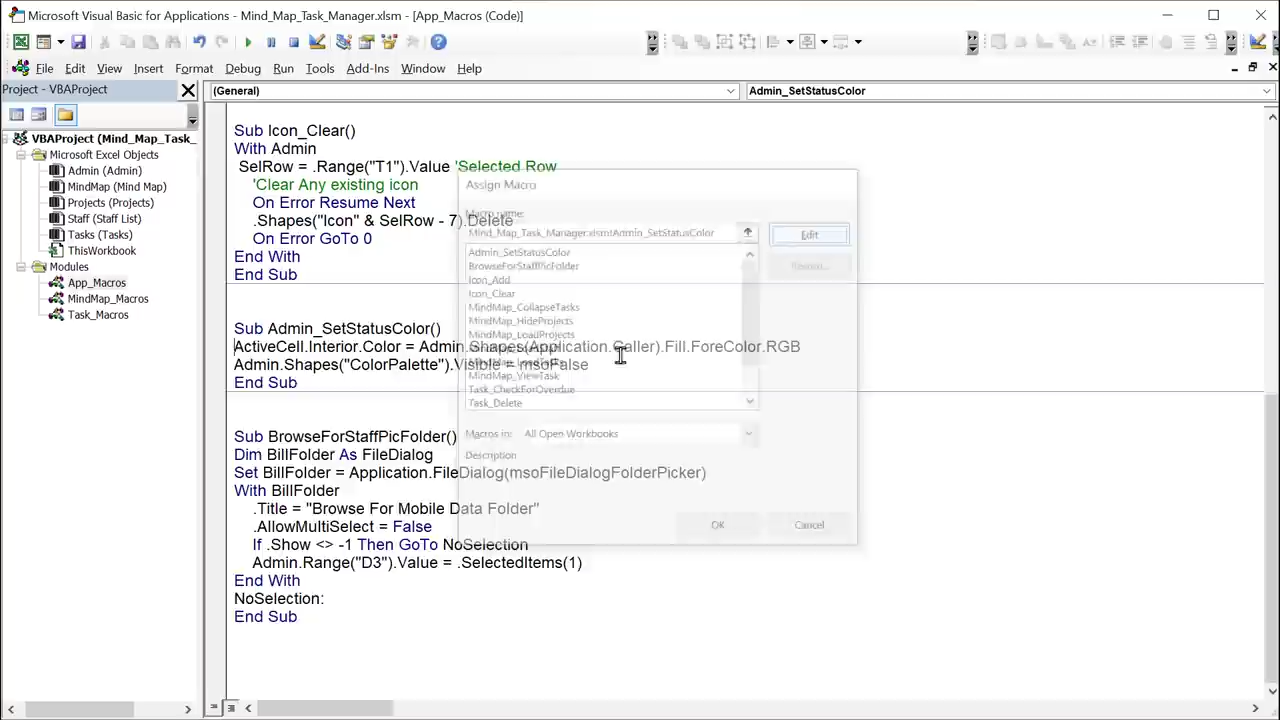 Microsoft Visual Basic for Applications - Mind_Map_Task_Manager.xlsm - [App_Macros (Code)]
File Edit View Insert Format Debug Run Tools Add-Ins Window Help
Project - VBAProject
(General)
Admin_SetStatusColor
VBAProject (Mind_Map_Task_
Microsoft Excel Objects
Admin (Admin)
MindMap (Mind Map)
Projects (Projects)
Staff (Staff List)
Tasks (Tasks)
ThisWorkbook
Modules
App_Macros
MindMap_Macros
Task_Macros
Sub Icon_Clear()
With Admin
SelRow = .Range("T1").Value 'Selected Row
'Clear Any existing icon
On Error Resume Next
.Shapes("Icon" & SelRow - 7).Delete
On Error GoTo 0
End With
End Sub
Sub Admin_SetStatusColor()
ActiveCell.Interior.Color = Admin.Shapes(Application.Caller).Fill.ForeColor.RGB
Admin.Shapes("ColorPalette").Visible = msoFalse
End Sub
Sub BrowseForStaffPicFolder()
Dim BillFolder As FileDialog
Set BillFolder = Application.FileDialog(msoFileDialogFolderPicker)
With BillFolder
.Title = "Browse For Mobile Data Folder"
.AllowMultiSelect = False
If .Show <> -1 Then GoTo NoSelection
Admin.Range("D3").Value = .SelectedItems(1)
End With
NoSelection:
End Sub
Assign Macro
Macro name:
Mind_Map_Task_Manager.xlsm!Admin_SetStatusColor
Edit
Admin_SetStatusColor
BrowseForStaffPicFolder
Icon_Add
Icon_Clear
MindMap_CollapseTasks
MindMap_HideProjects
MindMap_LoadProjects
MindMap_ViewTask
Task_CheckForOverdue
Task_Delete
Macros in: All Open Workbooks
Description
OK
Cancel